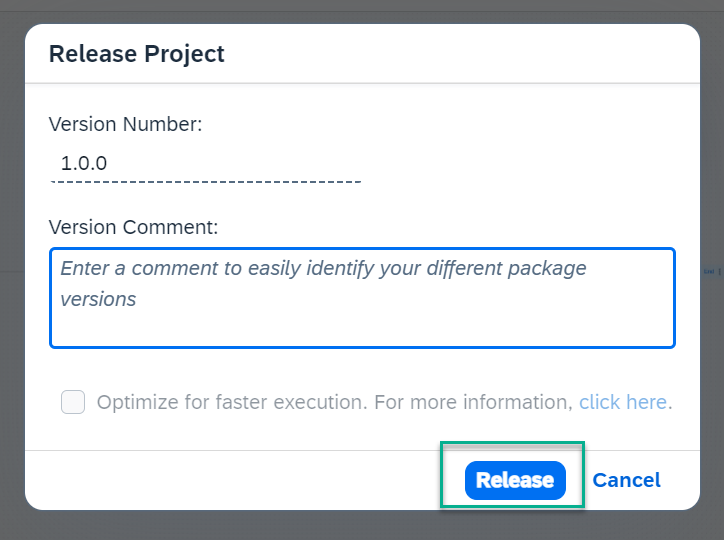 Release Project
Version Number:
1.0.0
Version Comment:
Enter a comment to easily identify your different package
versions
Optimize for faster execution. For more information, click here.
Release
Cancel